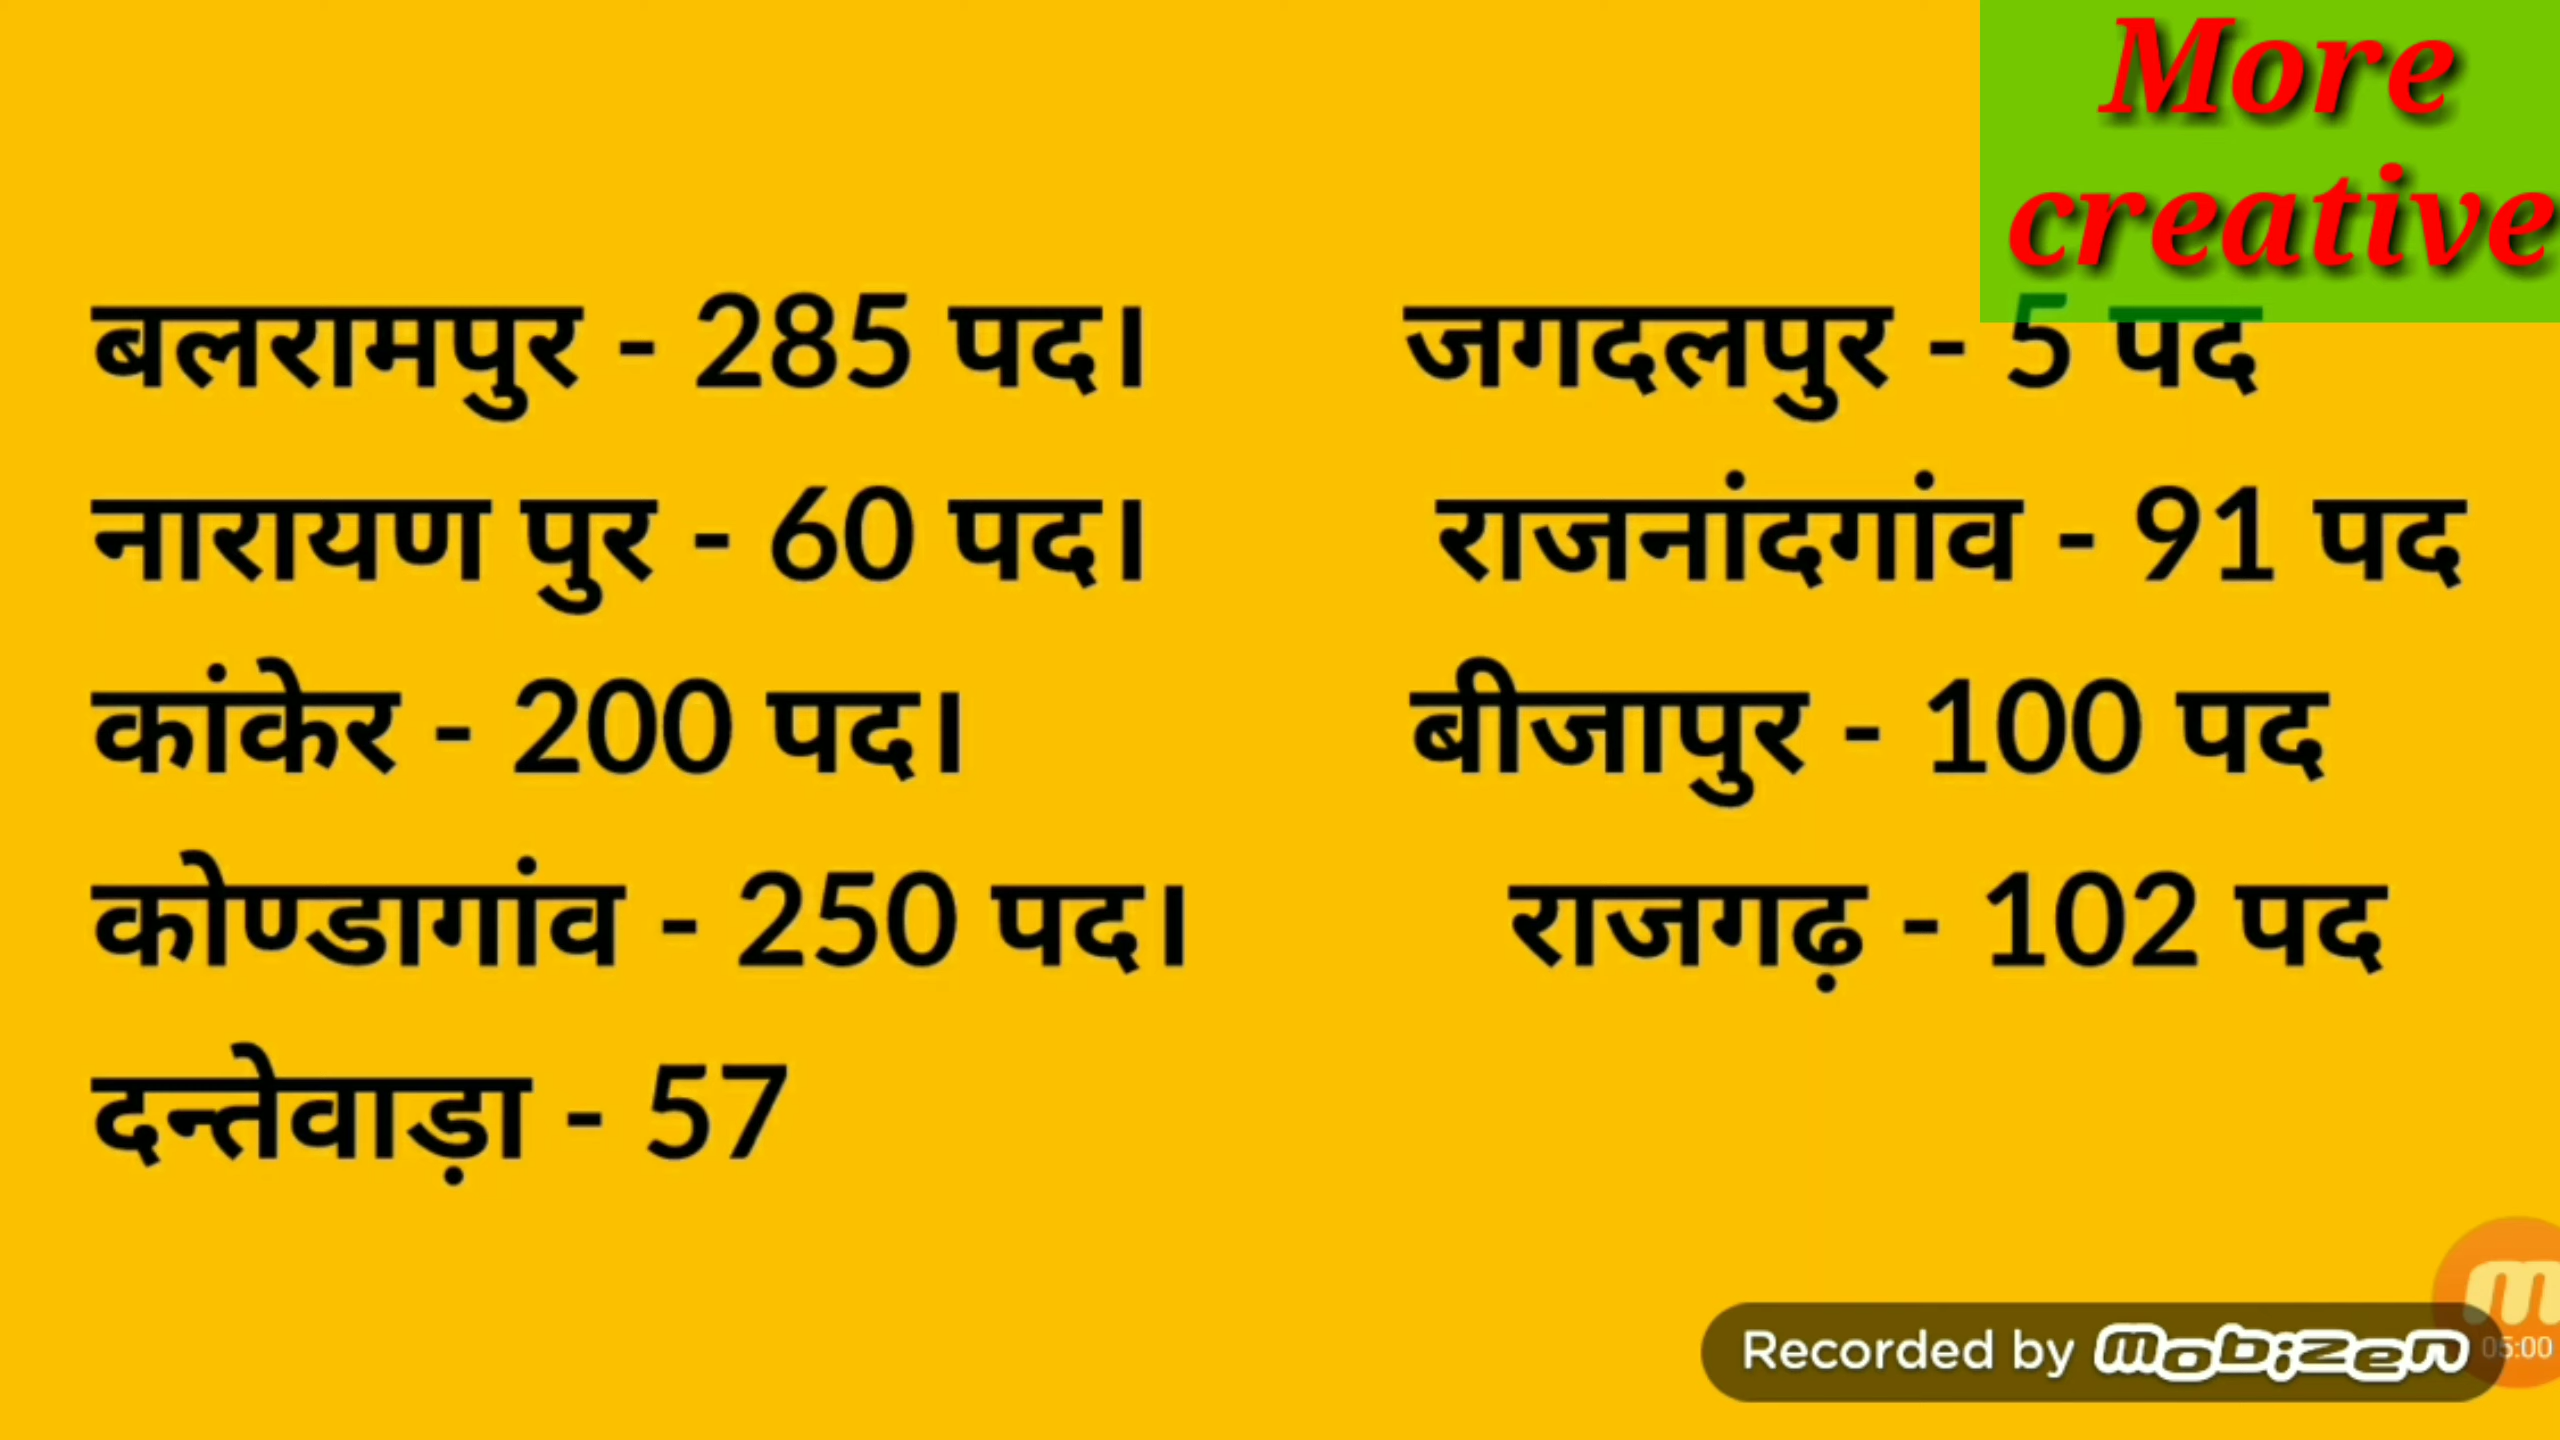 More
creative
बलरामपुर - 285 पद। जगदलपुर - 5 पद
नारायण पुर - 60 पद। राजनांदगांव - 91 पद
कांकेर - 200 पद। बीजापुर - 100 पद
कोण्डागांव - 250 पद। राजगढ़ - 102 पद
दन्तेवाड़ा - 57
Recorded by mobizen
05:00